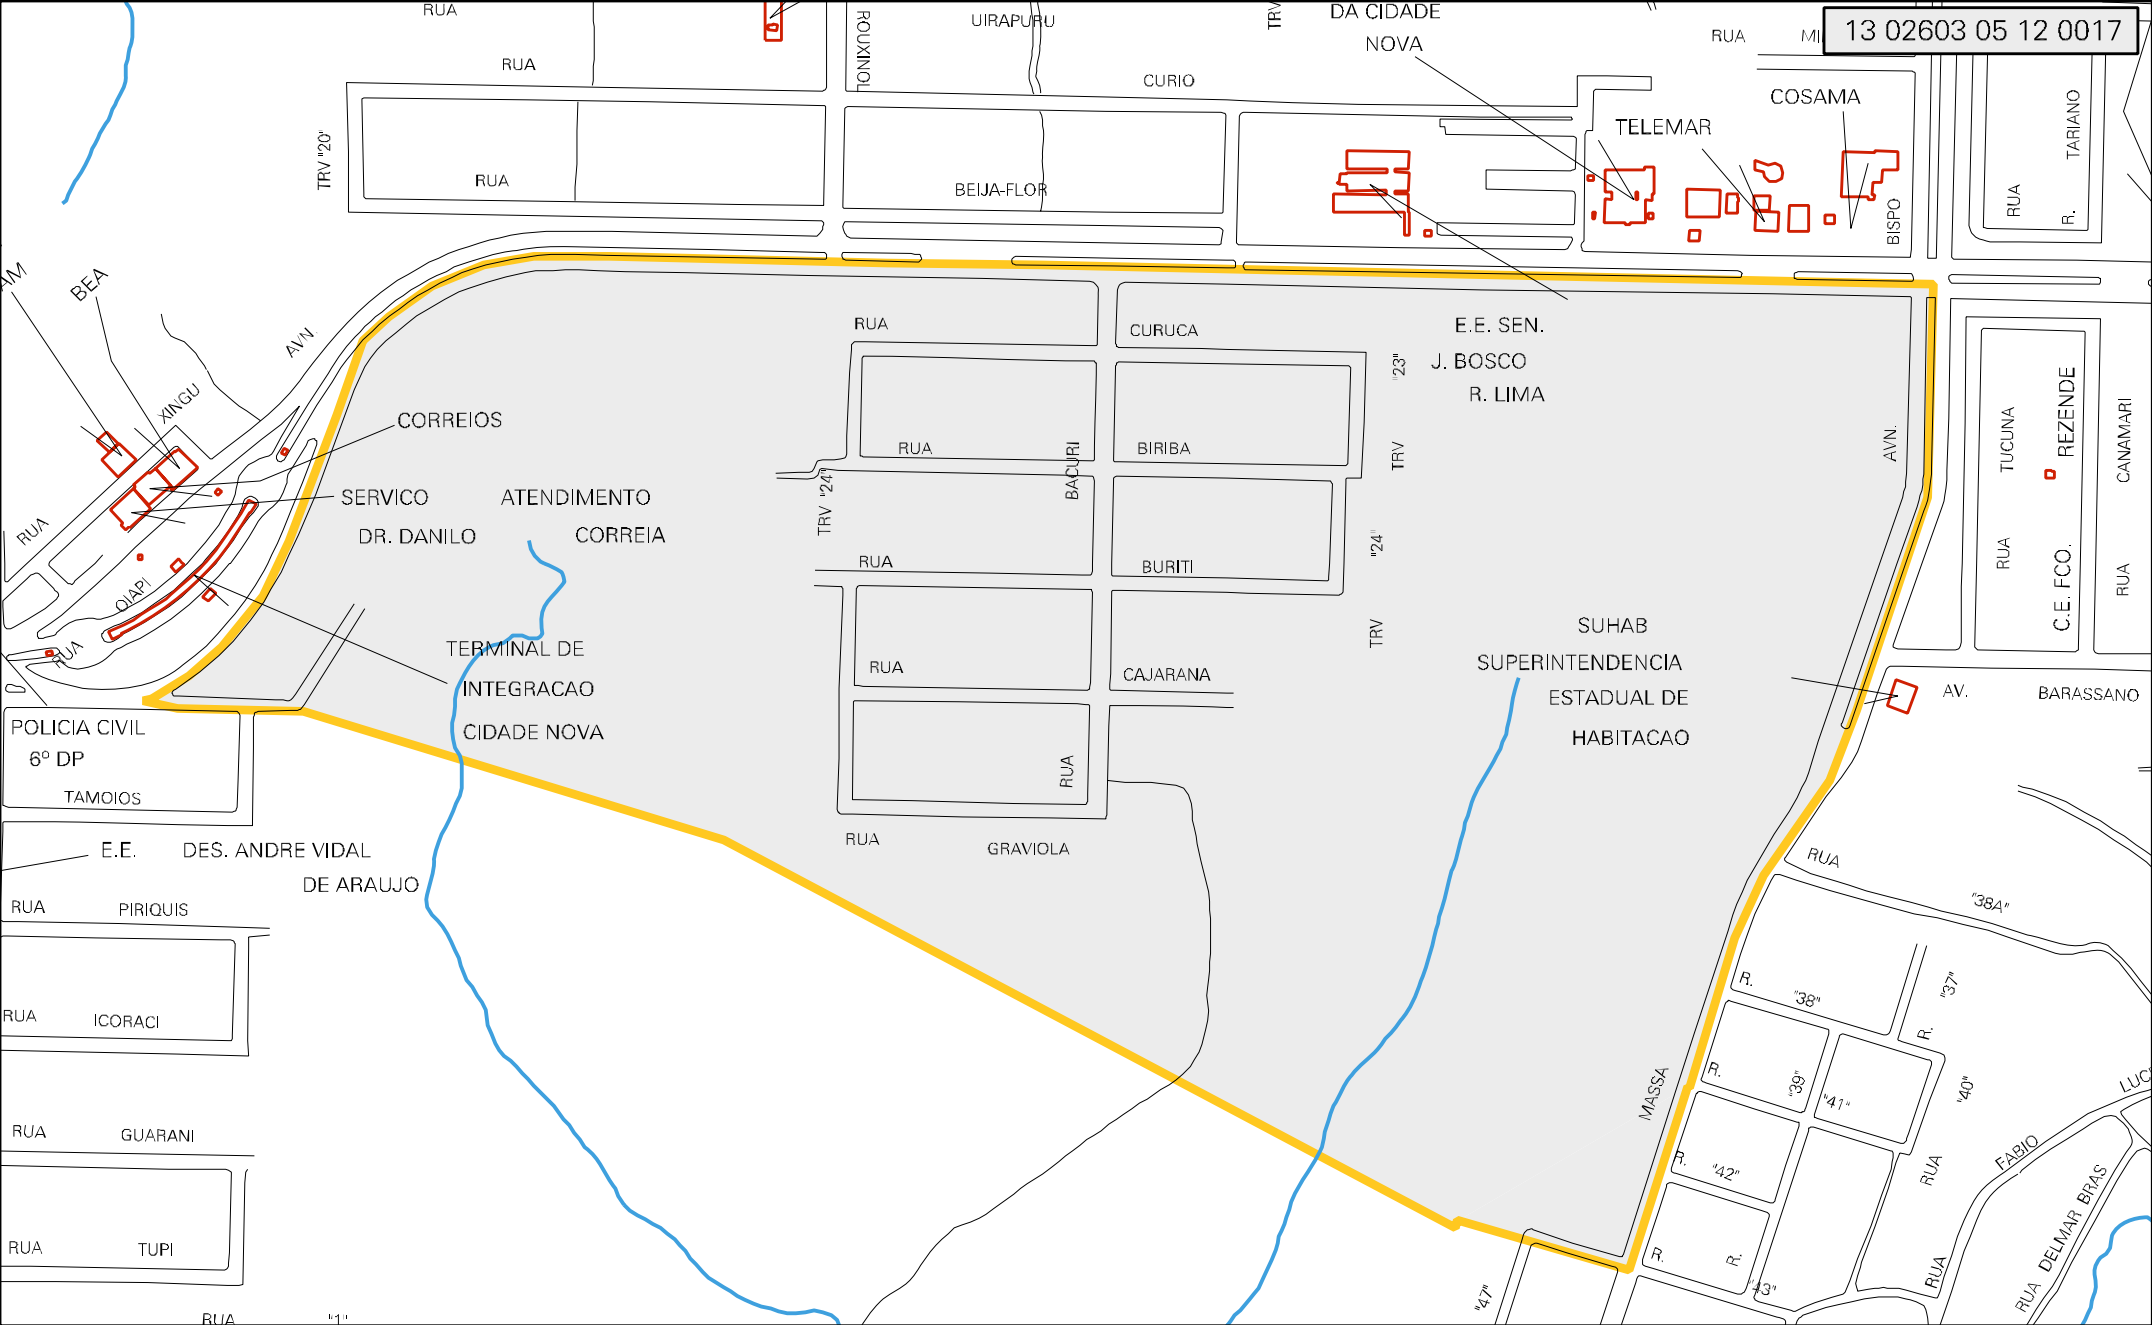 13 02603 05 12 0017
RUA
ROUXINOL
UIRAPURU
TRV
DA CIDADE
NOVA
RUA
RUA
CURIO
COSAMA
TELEMAR
TARIANO
TRV "20"
RUA
BEIJA-FLOR
BISPO
RUA
R.
BEA
AVN.
XINGU
RUA
CURUCA
E.E. SEN.
J. BOSCO
R. LIMA
"23"
TRV
REZENDE
C.E. FCO.
TUCUNA
RUA
CANAMARI
RUA
AVN.
CORREIOS
RUA
BIRIBA
BACURI
SERVICO ATENDIMENTO
DR. DANILO CORREIA
TRV "24"
RUA
OIAPI
RUA
RUA
BURITI
"24"
TRV
SUHAB
SUPERINTENDENCIA
ESTADUAL DE
HABITACAO
TERMINAL DE
INTEGRACAO
CIDADE NOVA
RUA
CAJARANA
AV. BARASSANO
POLICIA CIVIL
6º DP
TAMOIOS
RUA
RUA
GRAVIOLA
E.E. DES. ANDRE VIDAL
DE ARAUJO
RUA
"38A"
RUA PIRIQUIS
R.
"38"
"37"
R.
RUA ICORACI
R.
"39"
"41"
"40"
MASSA
RUA GUARANI
R.
"42"
RUA
FABIO
RUA
RUA DELMAR BRAS
RUA TUPI
R.
R.
"43"
"47"
RUA "1"